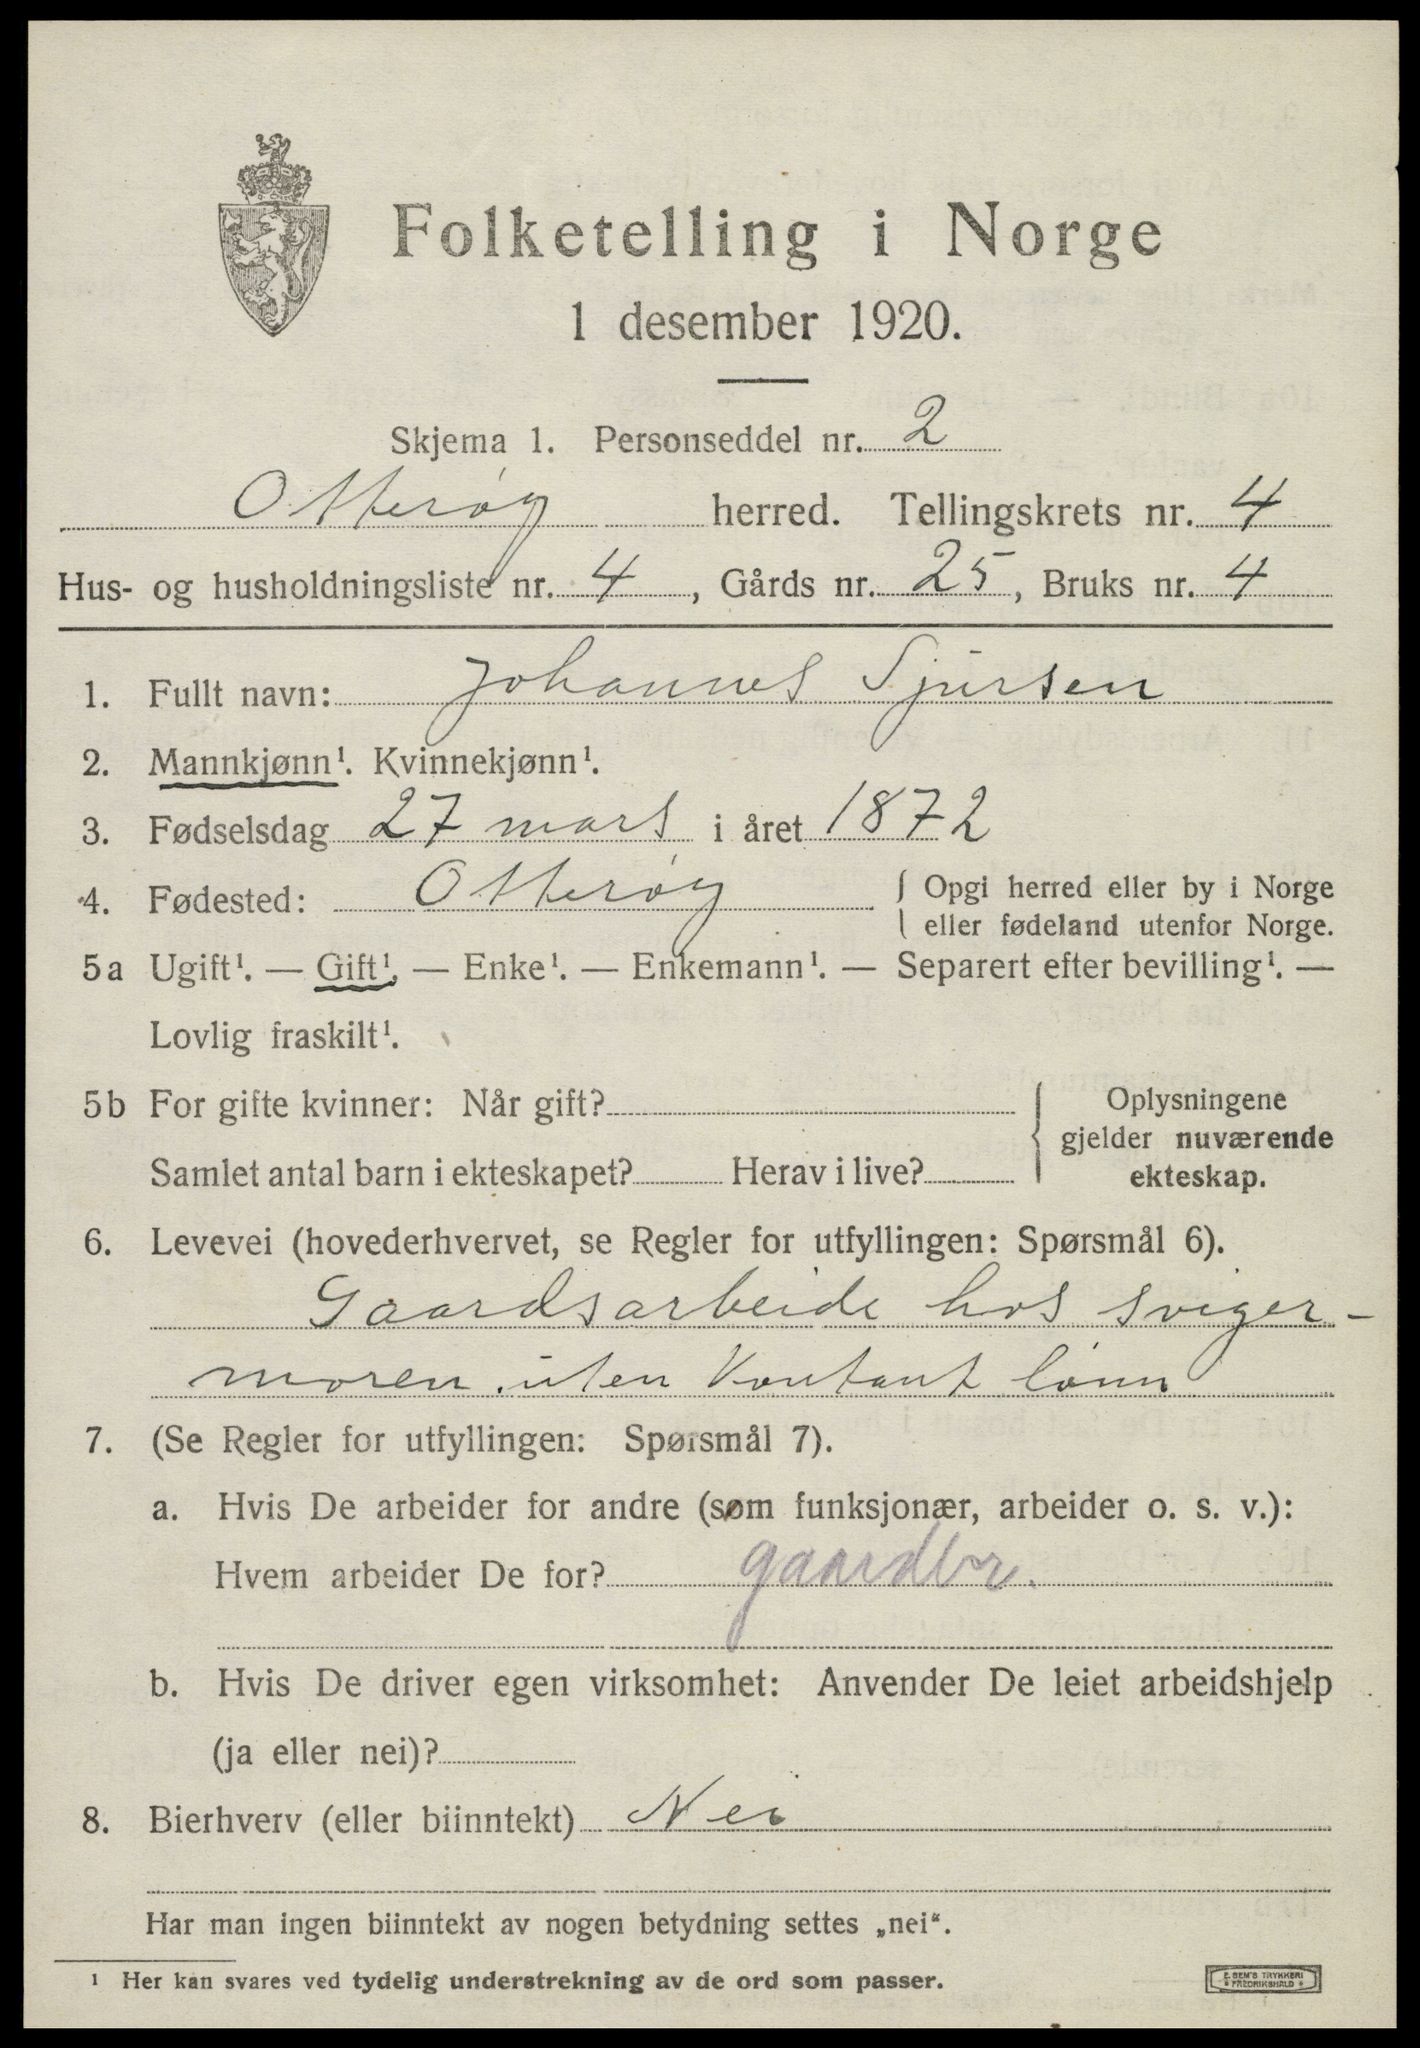 Folketelling i Norge
1 desember 1920.
Skjema 1. Personseddel nr. 2
Otterøy herred. Tellingskrets nr. 4
Hus- og husholdningsliste nr. 4, Gårds nr. 25, Bruks nr. 4
1. Fullt navn: Johannes Sjursen
2. Mannkjønn¹. Kvinnekjønn¹.
3. Fødselsdag 27 mars i året 1872
4. Fødested: Otterøy { Opgi herred eller by i Norge
eller fødeland utenfor Norge.
5a Ugift¹. — Gift¹, — Enke¹. — Enkemann¹. — Separert efter bevilling¹. —
Lovlig fraskilt¹.
5b For gifte kvinner: Når gift? { Oplysningene
gjelder nuværende
Samlet antal barn i ekteskapet? Herav i live? ekteskap.
6. Levevei (hovederhvervet, se Regler for utfyllingen: Spørsmål 6).
Gaardsarbeide hos sviger-
moren. uten kontant lønn
7. (Se Regler for utfyllingen: Spørsmål 7).
a. Hvis De arbeider for andre (som funksjonær, arbeider o. s. v.):
Hvem arbeider De for? gaardbr.
b. Hvis De driver egen virksomhet: Anvender De leiet arbeidshjelp
(ja eller nei)?
8. Bierhverv (eller biinntekt) Nei
Har man ingen biinntekt av nogen betydning settes „nei“.
¹ Her kan svares ved tydelig understrekning av de ord som passer.
E. SEM'S TRYKKERI
FREDRIKSHALD